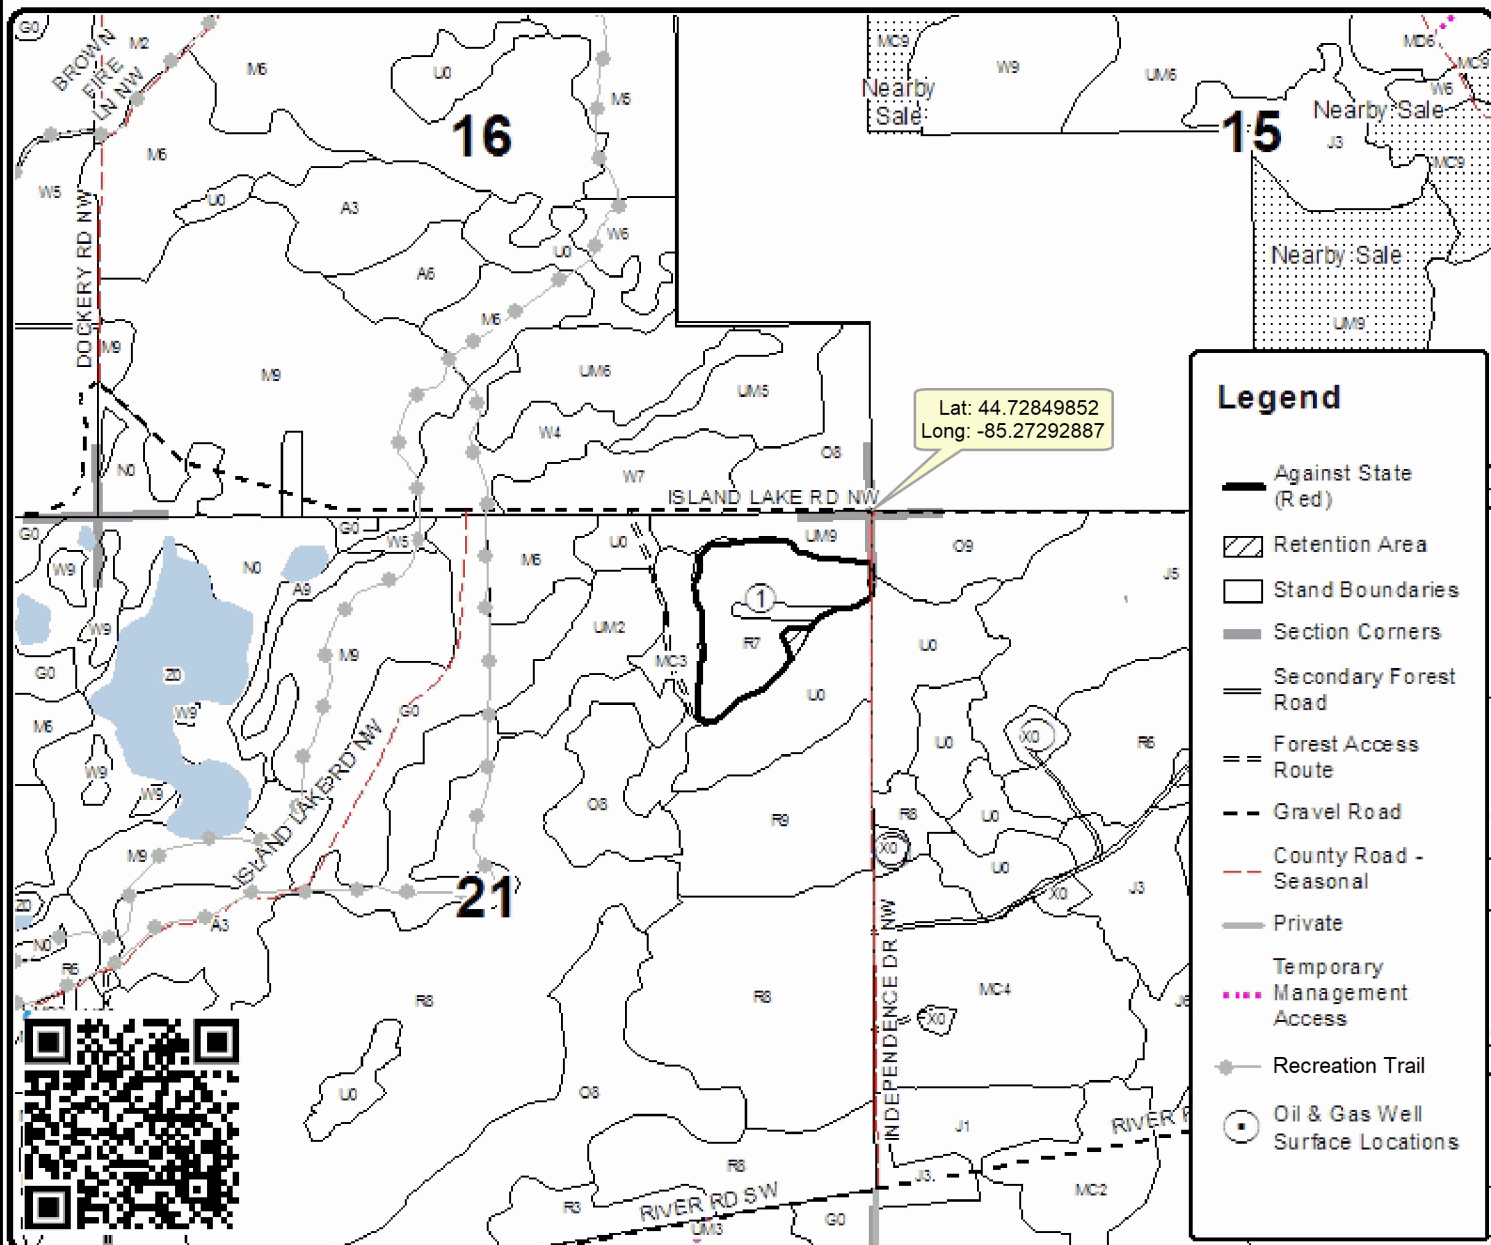 G0
M2
BROWN
FIRE
LN NW
M6
U0
M6
16
MC9
Nearby
Sale
W9
UM6
MD6
MC9
W6
Nearby Sale
15
J3
MC9
M6
W5
U0
A3
DOCKERY RD NW
W6
U0
A6
Nearby Sale
UM9
M6
M9
M9
UM6
UM5
W4
O8
N0
W7
Lat: 44.72849852
Long: -85.27292887
ISLAND LAKE RD NW
G0
G0
W5
U0
UM9
O9
M6
J5
W9
N0
A9
1
W9
UM2
R7
U0
M9
MC3
G0
Z0
U0
W9
G0
M6
X0
U0
R6
W9
W9
ISLAND LAKE RD NW
O8
R9
R8
U0
X0
M9
U0
21
X0
J3
Z0
A3
N0
R6
INDEPENDENCE DR NW
R8
R8
MC4
X0
U0
O8
J1
RIVER R
R8
J3.
MC2
R3
RIVER RD SW
UM3
G0
Legend
Against State
(Red)
Retention Area
Stand Boundaries
Section Corners
Secondary Forest
Road
Forest Access
Route
Gravel Road
County Road -
Seasonal
Private
Temporary
Management
Access
Recreation Trail
Oil & Gas Well
Surface Locations